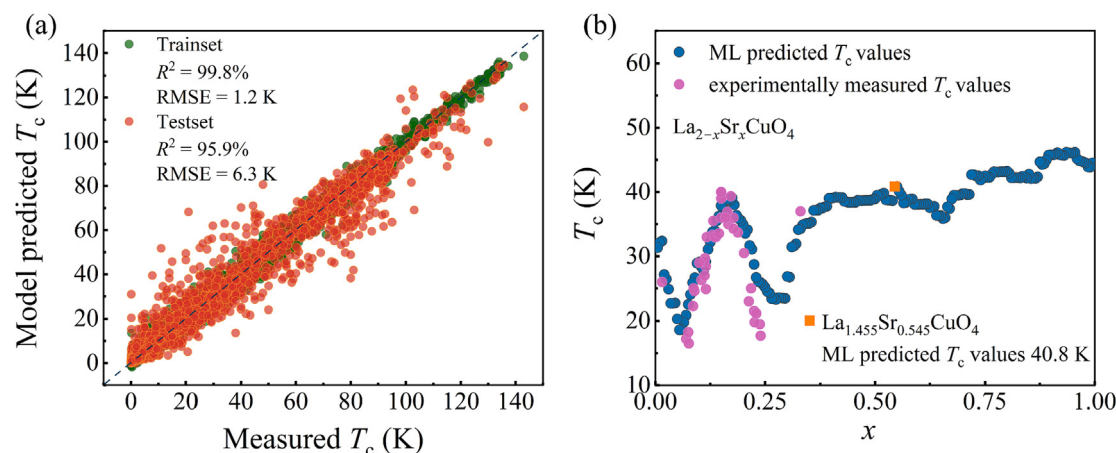 (a)
Model predicted Tc (K)
140
120
100
80
60
40
20
0
Trainset
R² = 99.8%
RMSE = 1.2 K
Testset
R² = 95.9%
RMSE = 6.3 K
0 20 40 60 80 100 120 140
Measured Tc (K)
(b)
Tc (K)
60
50
40
30
20
10
ML predicted Tc values
experimentally measured Tc values
La2−xSrxCuO4
La1.455Sr0.545CuO4
ML predicted Tc values 40.8 K
0.00 0.25 0.50 0.75 1.00
x